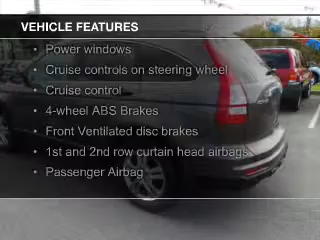 VEHICLE FEATURES
• Power windows
• Cruise controls on steering wheel
• Cruise control
• 4-wheel ABS Brakes
• Front Ventilated disc brakes
• 1st and 2nd row curtain head airbags
• Passenger Airbag